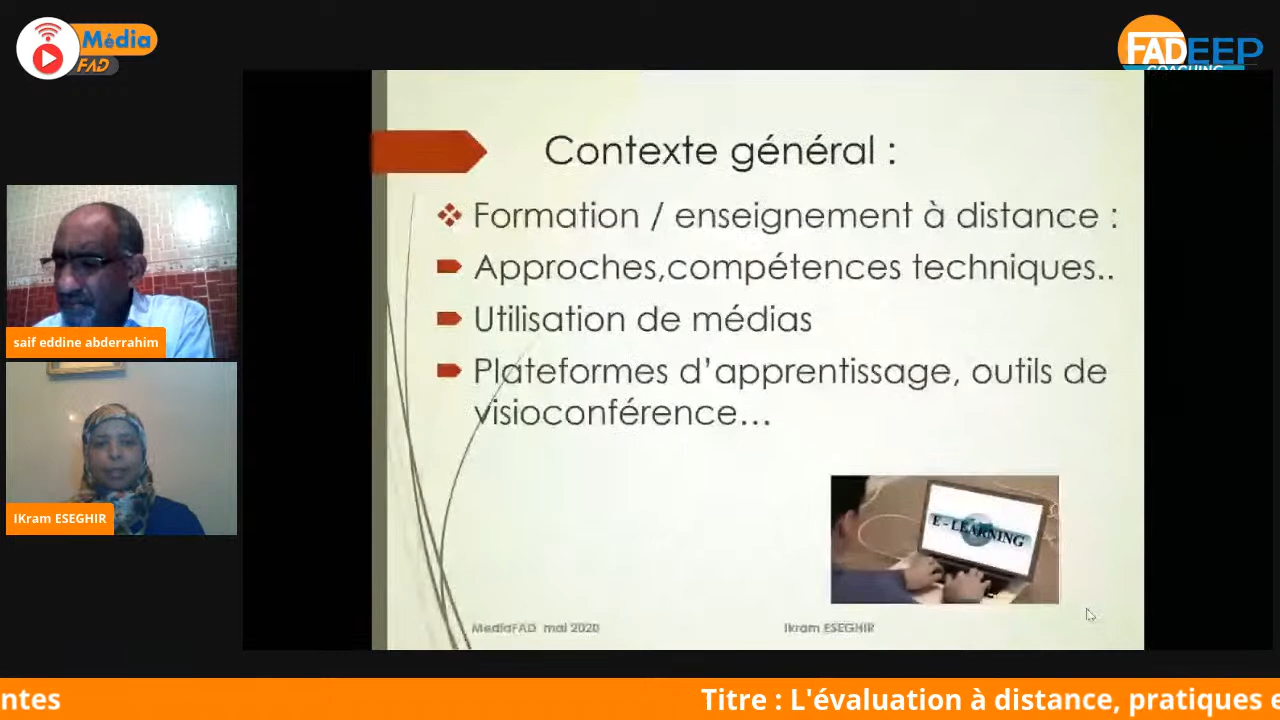 Média
FAD
FADEEP
COACHING
Contexte général :
Formation / enseignement à distance :
Approches,compétences techniques..
Utilisation de médias
Plateformes d’apprentissage, outils de
visioconférence…
E - LEARNING
MediaFAD mai 2020
Ikram ESEGHIR
saif eddine abderrahim
IKram ESEGHIR
ntes
Titre : L'évaluation à distance, pratiques e